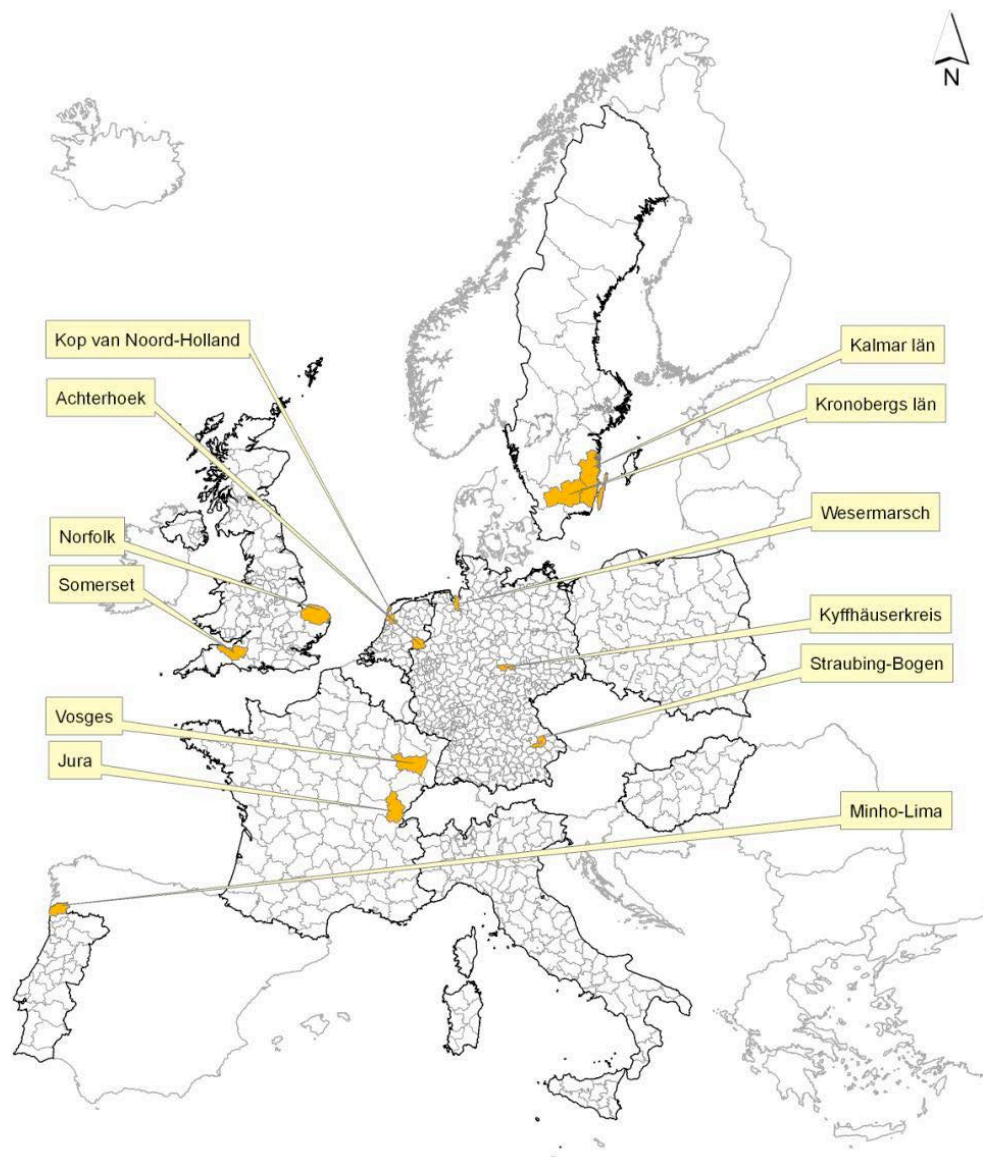 N
Kop van Noord-Holland
Achterhoek
Norfolk
Somerset
Vosges
Jura
Kalmar län
Kronobergs län
Wesermarsch
Kyffhäuserkreis
Straubing-Bogen
Minho-Lima